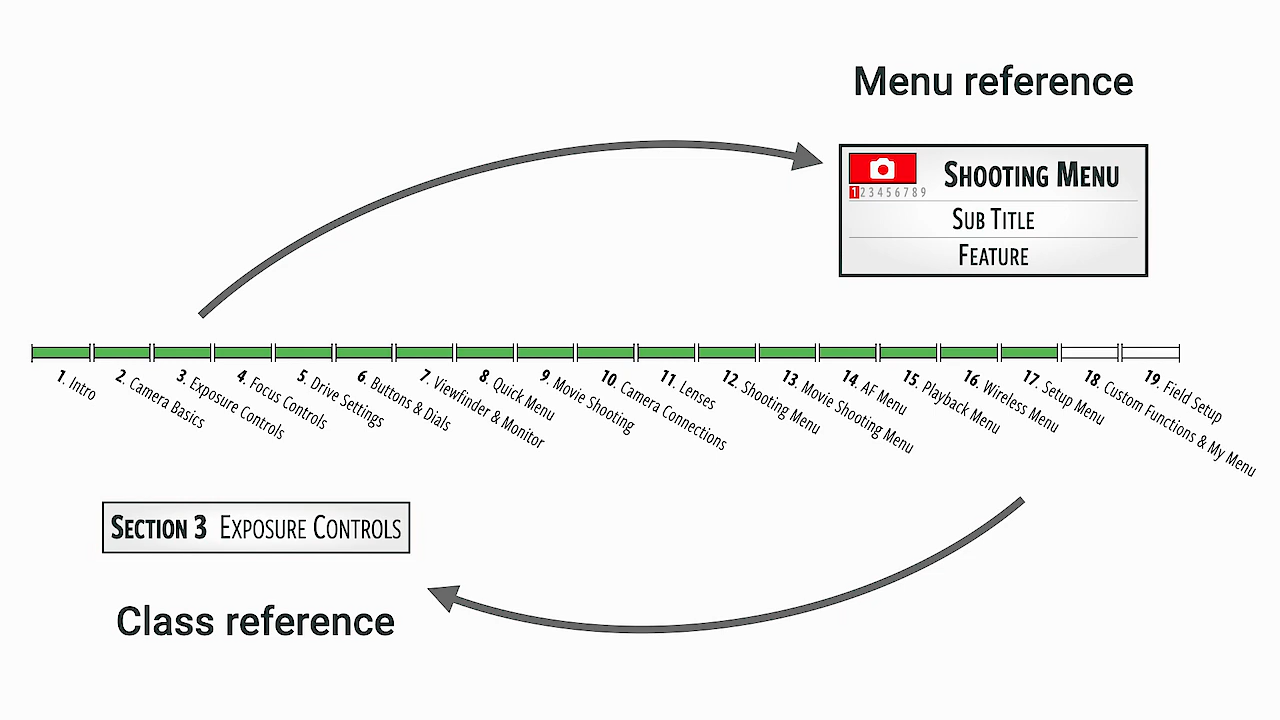 Menu reference
SHOOTING MENU
123456789
SUB TITLE
FEATURE
1. Intro
2. Camera Basics
3. Exposure Controls
4. Focus Controls
5. Drive Settings
6. Buttons & Dials
7. Viewfinder & Monitor
8. Quick Menu
9. Movie Shooting
10. Camera Connections
11. Lenses
12. Shooting Menu
13. Movie Shooting Menu
14. AF Menu
15. Playback Menu
16. Wireless Menu
17. Setup Menu
18. Custom Functions & My Menu
19. Field Setup
SECTION 3 EXPOSURE CONTROLS
Class reference